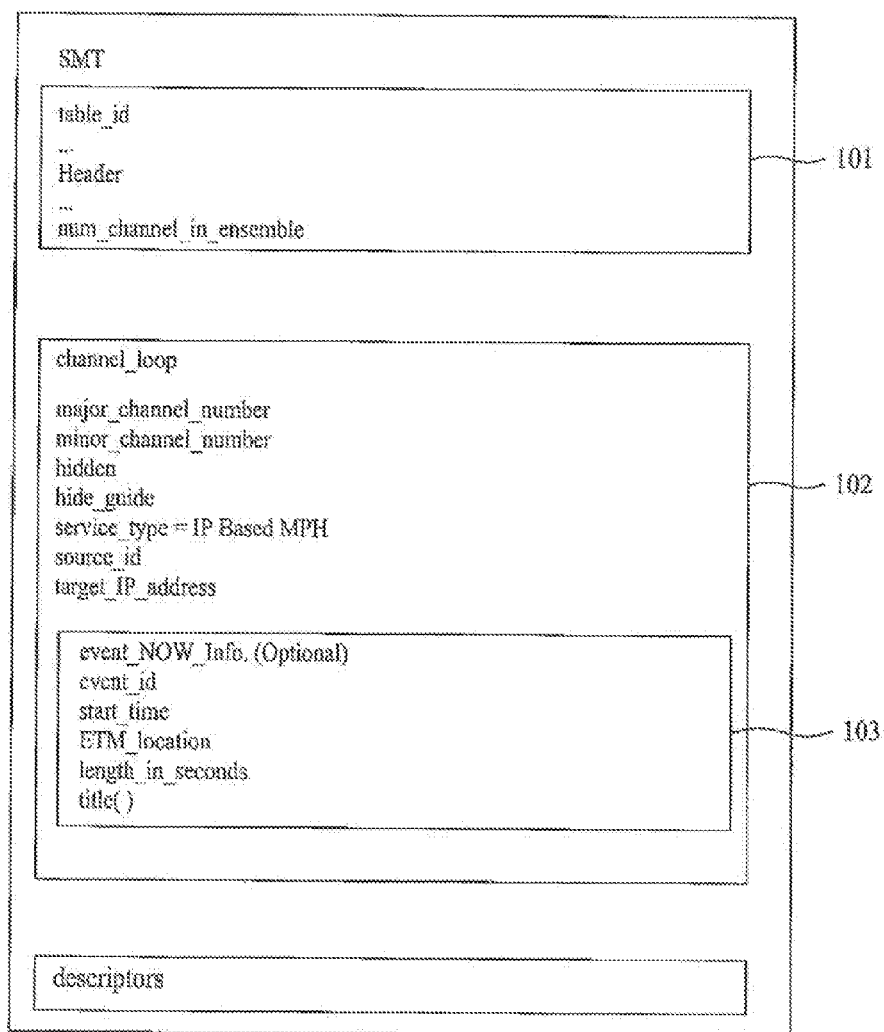 SMT
table_id
...
Header
...
num_channel_in_ensemble
101
channel_loop
major_channel_number
minor_channel_number
hidden
hide_guide
service_type = IP Based MPH
source_id
target_IP_address
102
event_NOW_Info. (Optional)
event_id
start_time
ETM_location
length_in_seconds
title( )
103
descriptors